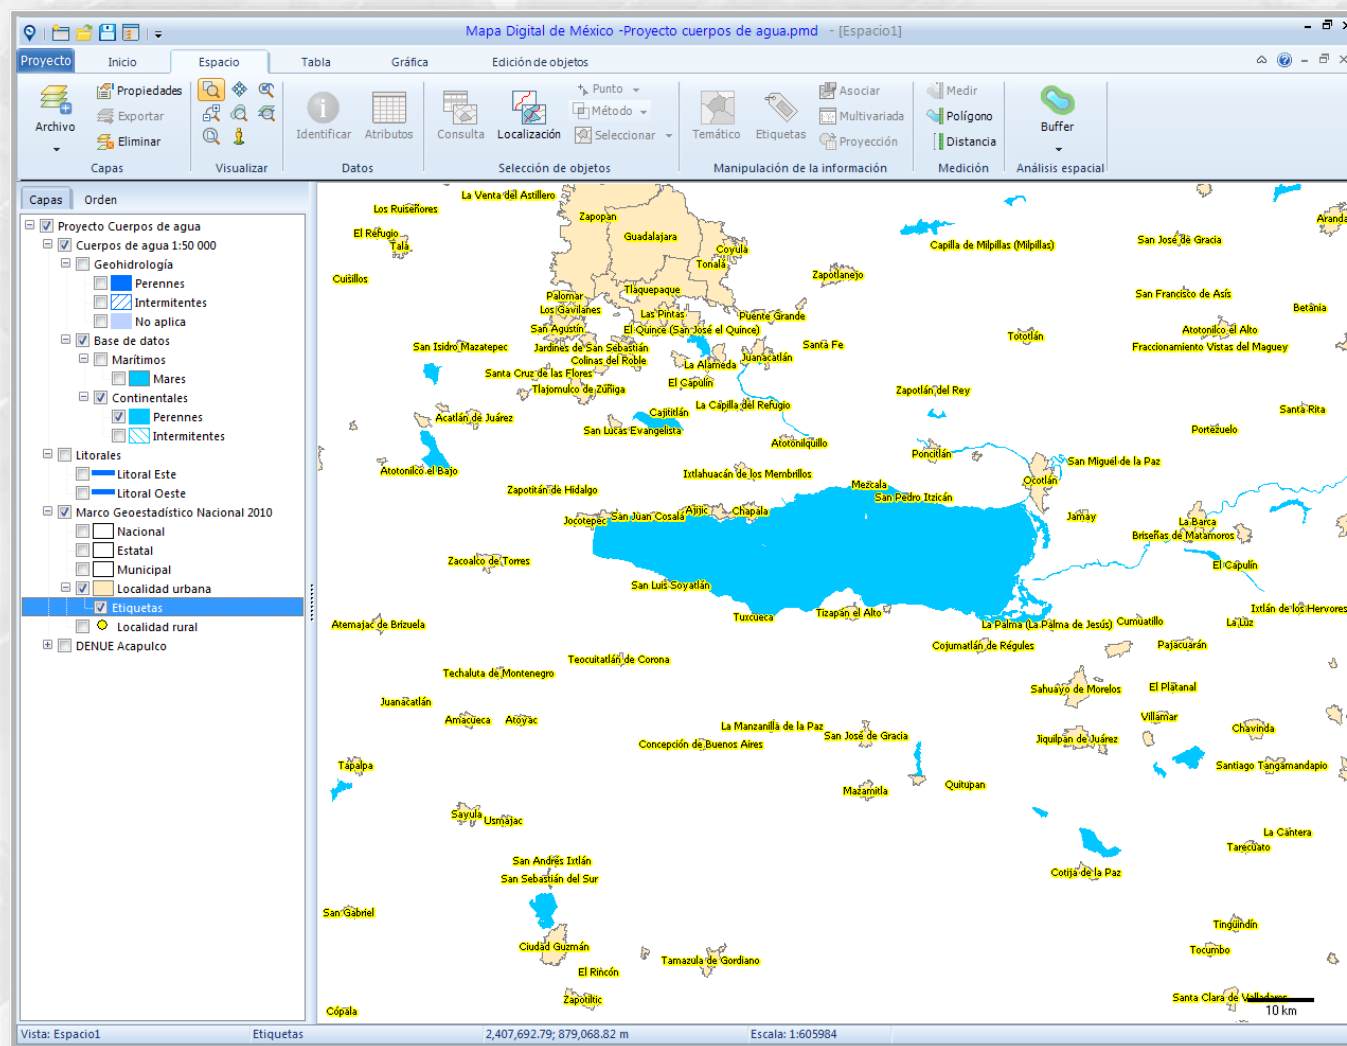 Mapa Digital de México -Proyecto cuerpos de agua.pmd - [Espacio1]
Proyecto Inicio Espacio Tabla Gráfica Edición de objetos
Archivo
Propiedades
Exportar
Eliminar
Capas
Visualizar
Identificar Atributos
Datos
Consulta Localización
Punto
Método
Seleccionar
Selección de objetos
Temático Etiquetas
Asociar
Multivariada
Proyección
Manipulación de la información
Medir
Polígono
Distancia
Medición
Buffer
Análisis espacial
Capas Orden
Proyecto Cuerpos de agua
Cuerpos de agua 1:50 000
Geohidrología
Perennes
Intermitentes
No aplica
Base de datos
Marítimos
Mares
Continentales
Perennes
Intermitentes
Litorales
Litoral Este
Litoral Oeste
Marco Geoestadístico Nacional 2010
Nacional
Estatal
Municipal
Localidad urbana
Etiquetas
Localidad rural
DENUE Acapulco
La Venta del Astillero
Los Ruiseñores
Zapopan
El Refugio
Tala
Guadalajara
Coyula
Capilla de Milpillas (Milpillas)
San José de Gracia
Aranda
Tonalá
Cuisillos
Zapotlanejo
Tlaquepaque
Palomar
San Francisco de Asís
Los Gavilanes
Las Pintas
Puente Grande
Betania
San Agustín
El Quince (San José el Quince)
Tototlán
Atotonilco el Alto
San Isidro Mazatepec
Jardines de San Sebastián
Santa Fe
Fraccionamiento Vistas del Maguey
Colinas del Roble
La Alameda
Juanacatlán
Santa Cruz de las Flores
El Capulín
Tlajomulco de Zúñiga
Zapotlán del Rey
La Capilla del Refugio
Acatlán de Juárez
Cajititlán
Santa Rita
San Lucas Evangelista
Portezuelo
Atotonilquillo
Poncitlán
San Miguel de la Paz
Atotonilco el Bajo
Ixtlahuacán de los Membrillos
Ocotlán
Zapotitán de Hidalgo
Mezcala
San Pedro Itzicán
Jocotepec
San Juan Cosalá
Ajijic
Chapala
Jamay
La Barca
Briseñas de Matamoros
Zacoalco de Torres
El Capulín
San Luis Soyatlán
Tuxcueca
Tizapán el Alto
Ixtlán de los Hervores
Atemajac de Brizuela
La Palma (La Palma de Jesús)
Cumuatillo
La Luz
Cojumatlán de Régules
Pajacuarán
Teocuitatlán de Corona
Techaluta de Montenegro
Sahuayo de Morelos
El Platanal
Juanacatlán
Amacueca
Atoyac
La Manzanilla de la Paz
Villamar
Concepción de Buenos Aires
San José de Gracia
Jiquilpan de Juárez
Chavinda
Tapalpa
Santiago Tangamandapio
Mazamitla
Quitupan
Sayula
Usmajac
La Cantera
Tarecuato
San Andrés Ixtlán
San Sebastián del Sur
Cotija de la Paz
San Gabriel
Tingüindín
Ciudad Guzmán
Tocumbo
Tamazula de Gordiano
El Rincón
Zapotiltic
Santa Clara de Valladares
Copala
10 km
Vista: Espacio1 Etiquetas 2,407,692.79; 879,068.82 m Escala: 1:605984